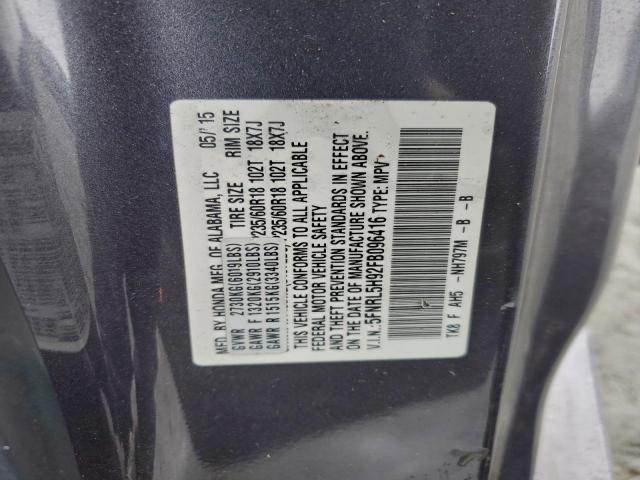 MFD. BY HONDA MFG. OF ALABAMA, LLC 05/15
GVWR 2730KG(6019LBS) TIRE SIZE RIM SIZE
GAWR F 1320KG(2910LBS) P235/60R18 102T 18X7J
GAWR R 1515KG(3340LBS) P235/60R18 102T 18X7J
THIS VEHICLE CONFORMS TO ALL APPLICABLE
FEDERAL MOTOR VEHICLE SAFETY
AND THEFT PREVENTION STANDARDS IN EFFECT
ON THE DATE OF MANUFACTURE SHOWN ABOVE.
V.I.N.:5FNRL5H92FB096416 TYPE: MPV
TK8 F AH5 -NH797M -B -B